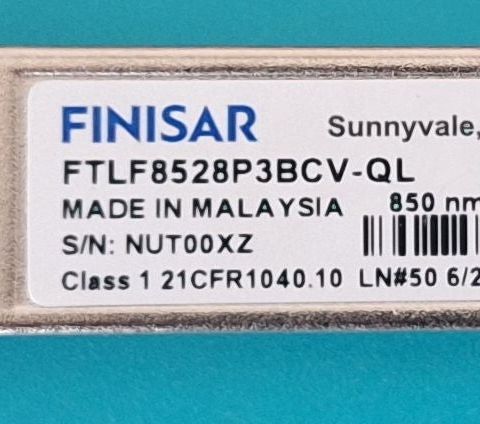 FINISAR Sunnyvale,
FTLF8528P3BCV-QL
MADE IN MALAYSIA 850 nm
S/N: NUT00XZ
Class 1 21CFR1040.10 LN#50 6/2